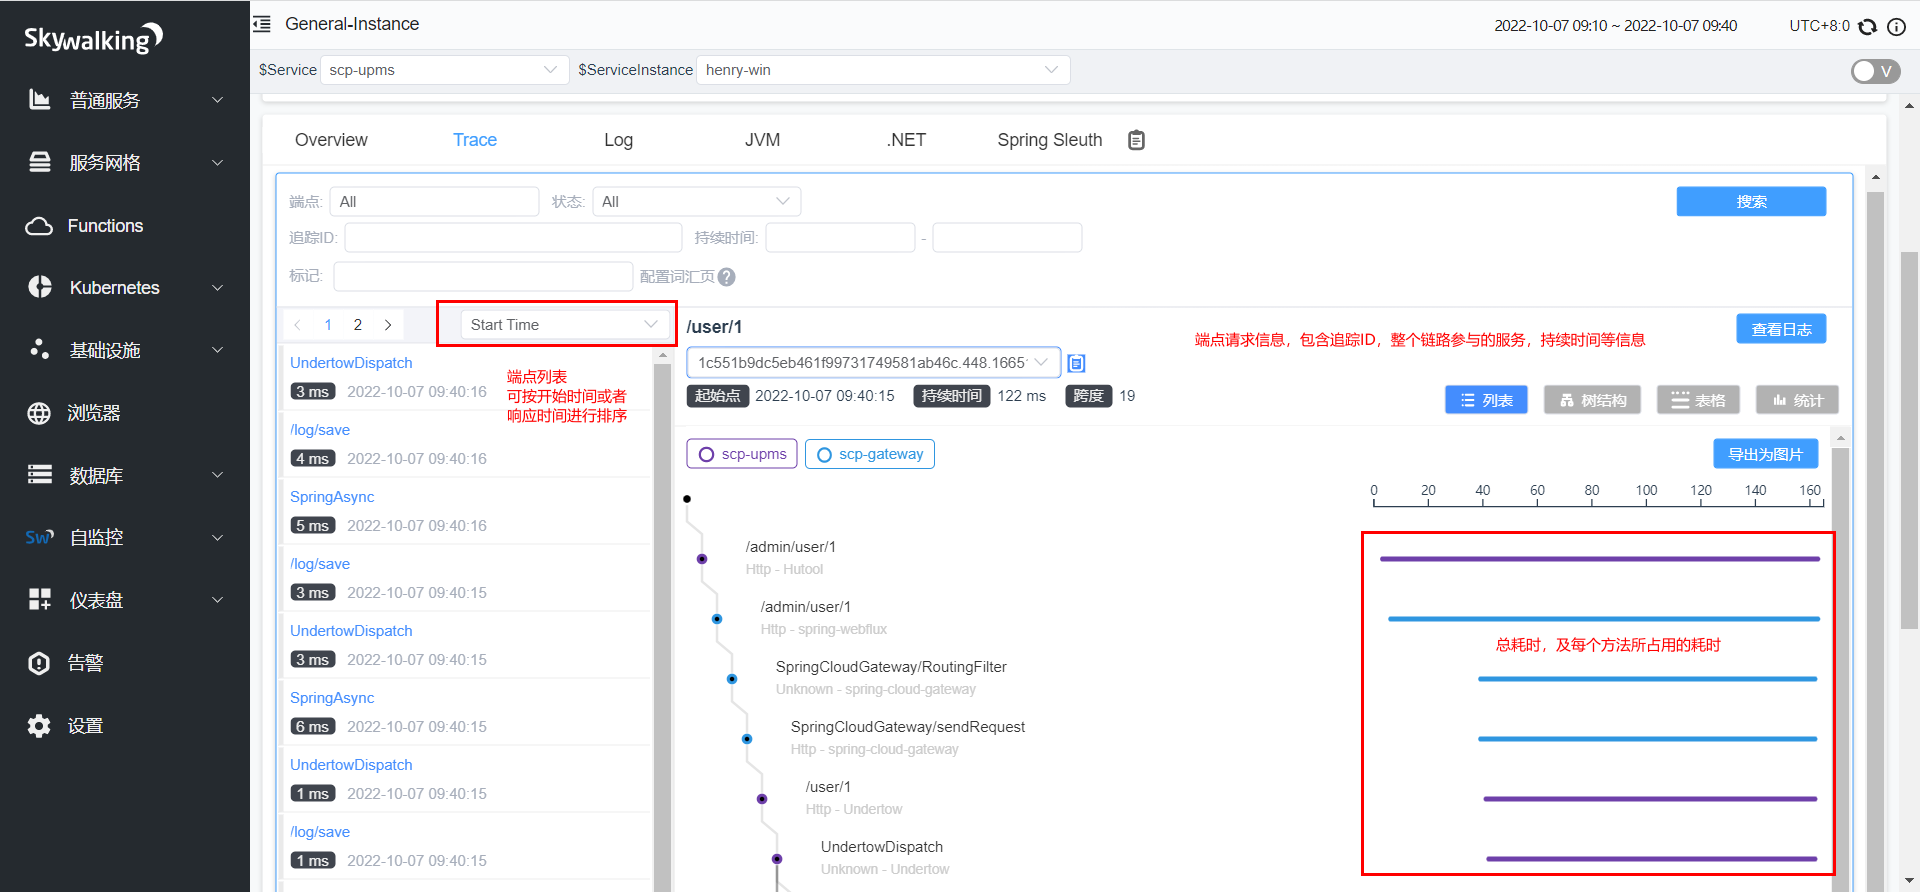 Skywalking
General-Instance
2022-10-07 09:10 ~ 2022-10-07 09:40
UTC+8:0
$Service
scp-upms
$ServiceInstance
henry-win
V
普通服务
服务网格
Functions
Kubernetes
基础设施
浏览器
数据库
Sw
自监控
仪表盘
告警
设置
Overview
Trace
Log
JVM
.NET
Spring Sleuth
端点:
All
状态:
All
搜索
追踪ID:
持续时间:
-
标记:
配置词汇页
1
2
Start Time
UndertowDispatch
3 ms
2022-10-07 09:40:16
端点列表
可按开始时间或者
响应时间进行排序
/log/save
4 ms
2022-10-07 09:40:16
SpringAsync
5 ms
2022-10-07 09:40:16
/log/save
3 ms
2022-10-07 09:40:15
UndertowDispatch
3 ms
2022-10-07 09:40:15
SpringAsync
6 ms
2022-10-07 09:40:15
UndertowDispatch
1 ms
2022-10-07 09:40:15
/log/save
1 ms
2022-10-07 09:40:15
/user/1
端点请求信息，包含追踪ID，整个链路参与的服务，持续时间等信息
查看日志
1c551b9dc5eb461f99731749581ab46c.448.1665
起始点
2022-10-07 09:40:15
持续时间
122 ms
跨度
19
列表
树结构
表格
统计
scp-upms
scp-gateway
导出为图片
0 20 40 60 80 100 120 140 160
/admin/user/1
Http - Hutool
/admin/user/1
Http - spring-webflux
总耗时，及每个方法所占用的耗时
SpringCloudGateway/RoutingFilter
Unknown - spring-cloud-gateway
SpringCloudGateway/sendRequest
Http - spring-cloud-gateway
/user/1
Http - Undertow
UndertowDispatch
Unknown - Undertow